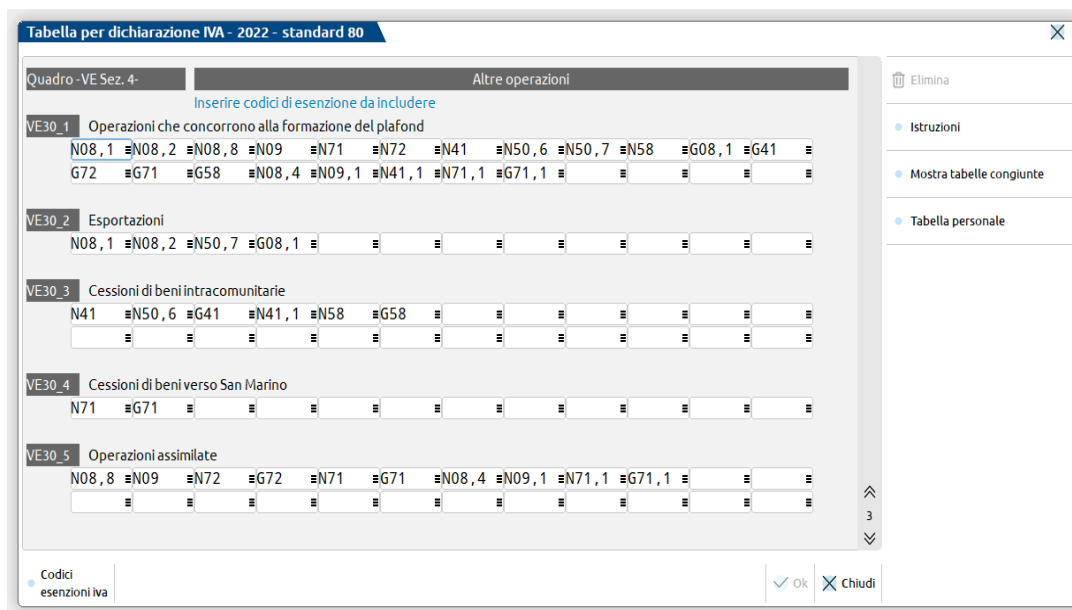 Tabella per dichiarazione IVA - 2022 - standard 80
Quadro -VE Sez. 4- Altre operazioni
Inserire codici di esenzione da includere
VE30_1 Operazioni che concorrono alla formazione del plafond
N08,1 N08,2 N08,8 N09 N71 N72 N41 N50,6 N50,7 N58 G08,1 G41
G72 G71 G58 N08,4 N09,1 N41,1 N71,1 G71,1
VE30_2 Esportazioni
N08,1 N08,2 N50,7 G08,1
VE30_3 Cessioni di beni intracomunitarie
N41 N50,6 G41 N41,1 N58 G58
VE30_4 Cessioni di beni verso San Marino
N71 G71
VE30_5 Operazioni assimilate
N08,8 N09 N72 G72 N71 G71 N08,4 N09,1 N71,1 G71,1
3
Elimina
Istruzioni
Mostra tabelle congiunte
Tabella personale
Codici
esenzioni iva
Ok Chiudi